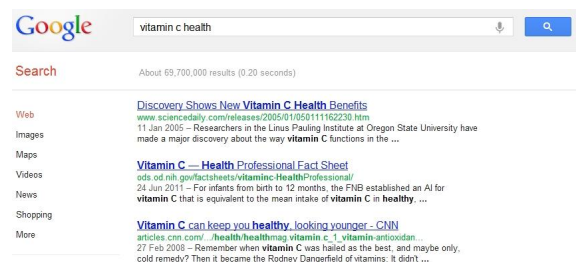 Google
vitamin c health
Search
About 69,700,000 results (0.20 seconds)
Web
Images
Maps
Videos
News
Shopping
More
Discovery Shows New Vitamin C Health Benefits
www.sciencedaily.com/releases/2005/01/050111162230.htm
11 Jan 2005 – Researchers in the Linus Pauling Institute at Oregon State University have
made a major discovery about the way vitamin C functions in the ...
Vitamin C — Health Professional Fact Sheet
ods.od.nih.gov/factsheets/vitaminc-HealthProfessional/
24 Jun 2011 – For infants from birth to 12 months, the FNB established an AI for
vitamin C that is equivalent to the mean intake of vitamin C in healthy, ...
Vitamin C can keep you healthy, looking younger - CNN
articles.cnn.com/.../health/healthmag.vitamin.c_1_vitamin-antioxidan...
27 Feb 2008 – Remember when vitamin C was hailed as the best, and maybe only,
cold remedy? Then it became the Rodney Dangerfield of vitamins: It didn't ...